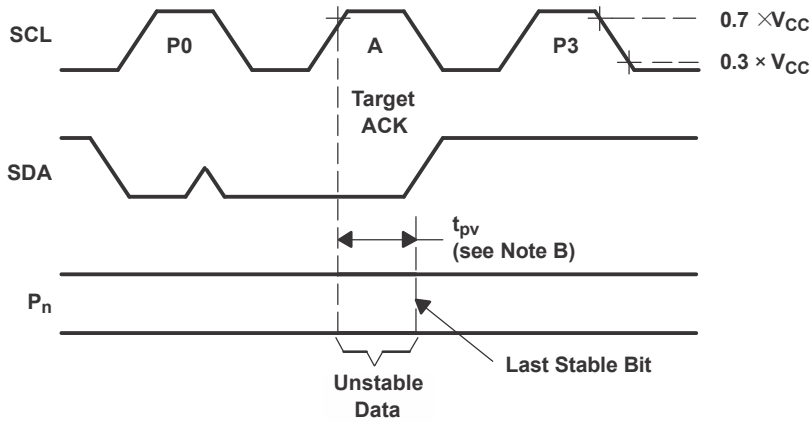 SCL
P0
A
P3
0.7 × VCC
0.3 × VCC
Target
ACK
SDA
tpv
(see Note B)
Pn
Last Stable Bit
Unstable
Data